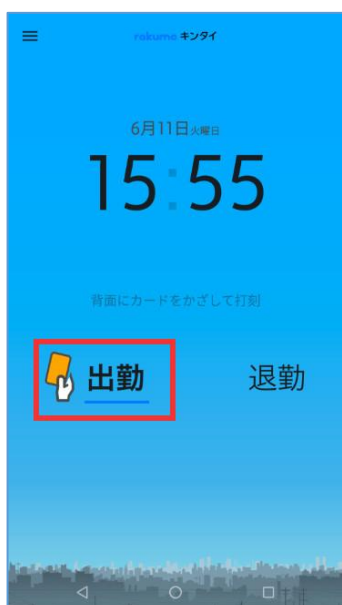 rakumo キンタイ
6月11日火曜日
15:55
背面にカードをかざして打刻
出勤 退勤